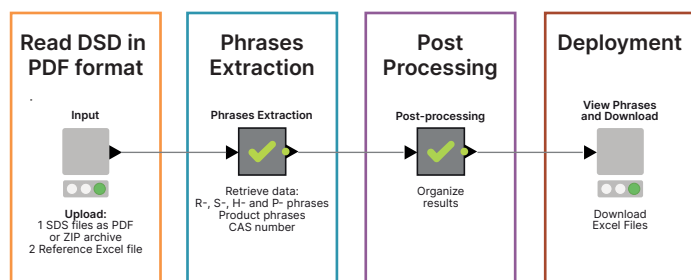 Read DSD in
PDF format
.
Input
Upload:
1 SDS files as PDF
or ZIP archive
2 Reference Excel file
Phrases
Extraction
Phrases Extraction
Retrieve data:
R-, S-, H- and P- phrases
Product phrases
CAS number
Post
Processing
Post-processing
Organize
results
Deployment
View Phrases
and Download
Download
Excel Files